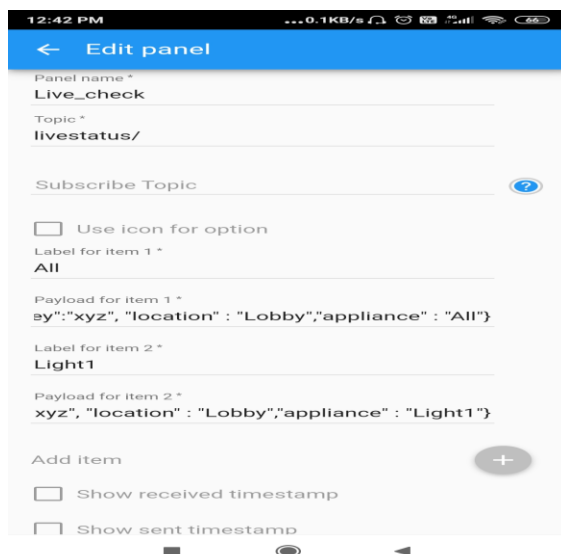 12:42 PM ...0.1KB/s 66
Edit panel
Panel name *
Live_check
Topic *
livestatus/
Subscribe Topic
?
Use icon for option
Label for item 1 *
All
Payload for item 1 *
ey":"xyz", "location" : "Lobby","appliance" : "All"}
Label for item 2 *
Light1
Payload for item 2 *
xyz", "location" : "Lobby","appliance" : "Light1"}
Add item
Show received timestamp
Show sent timestamp